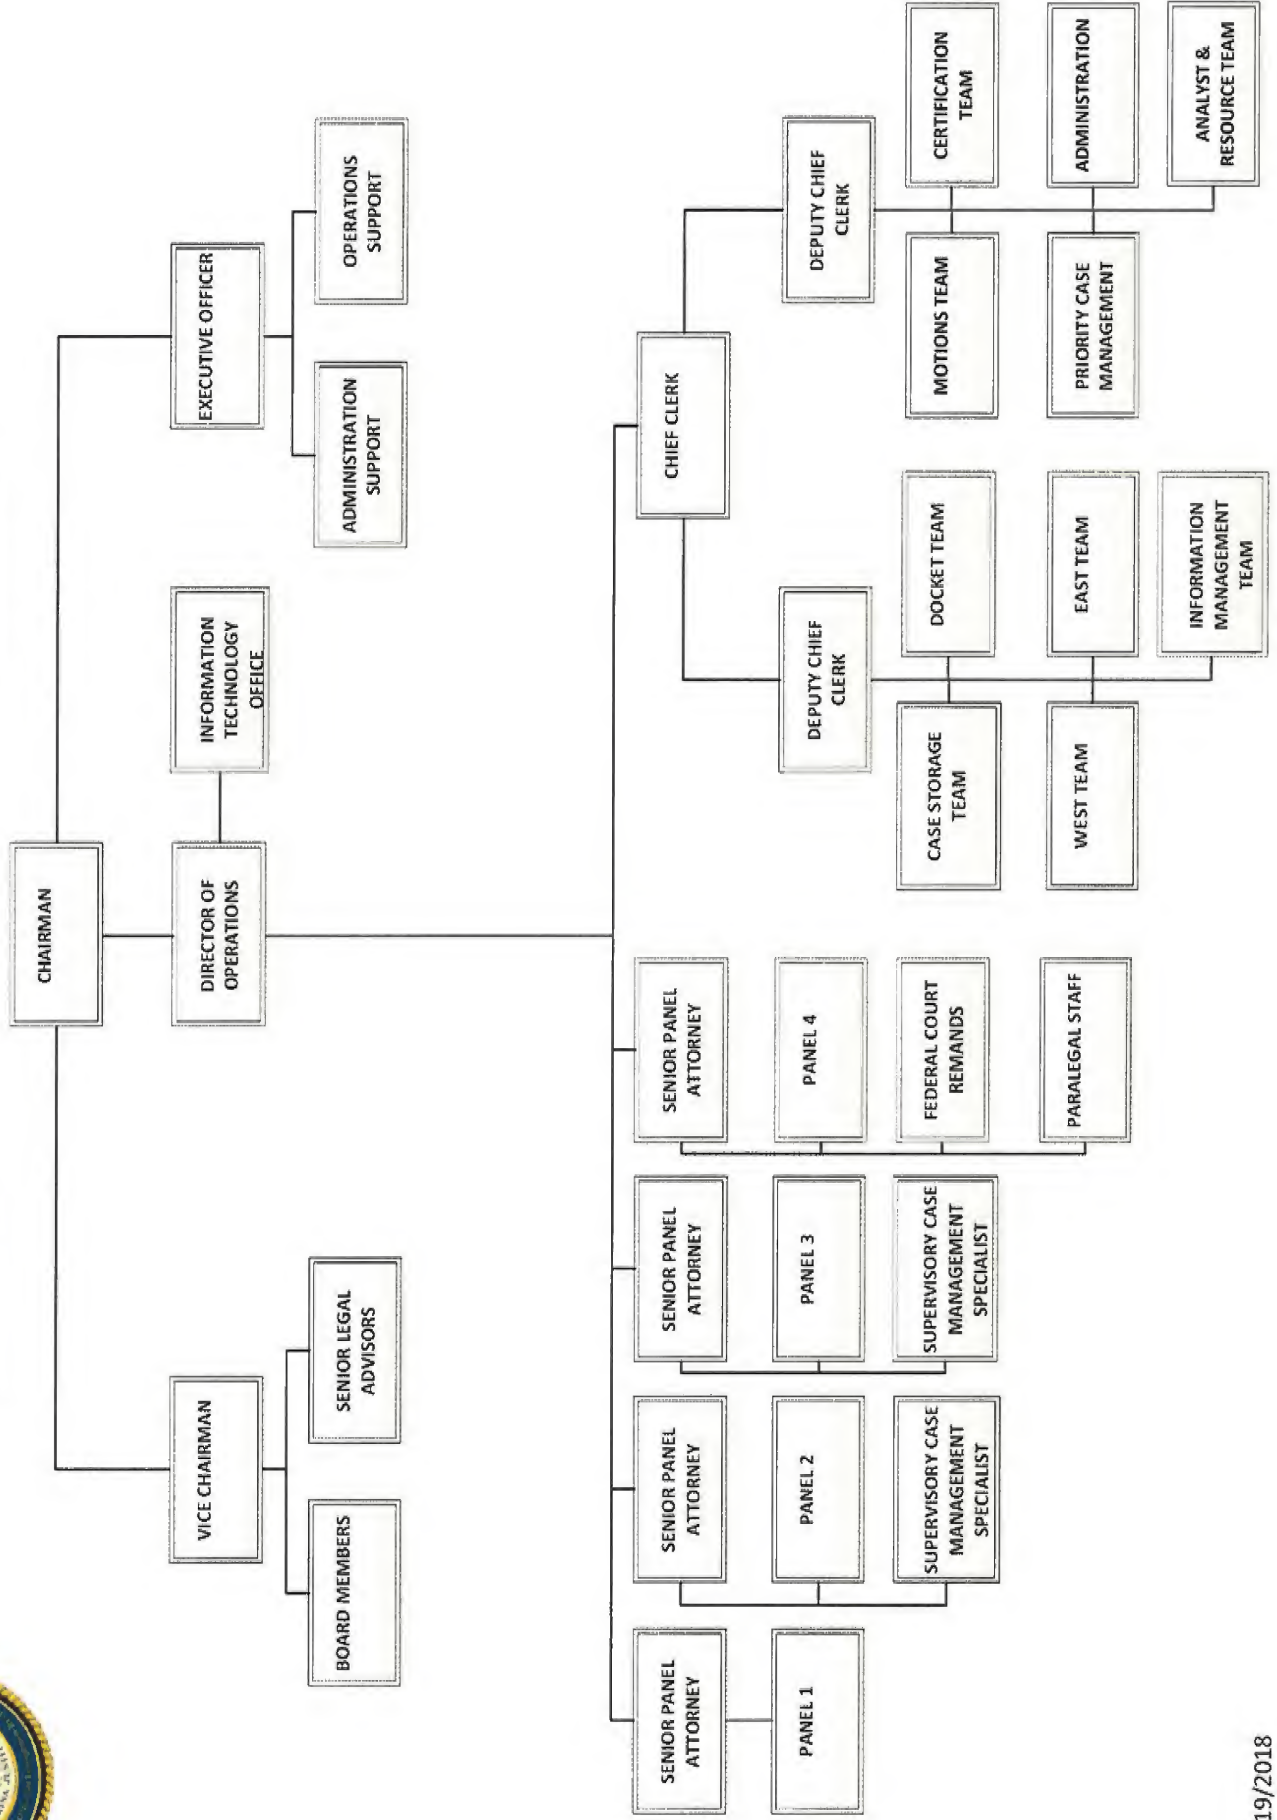 CHAIRMAN
VICE CHAIRMAN
DIRECTOR OF
OPERATIONS
INFORMATION
TECHNOLOGY
OFFICE
EXECUTIVE OFFICER
BOARD MEMBERS
SENIOR LEGAL
ADVISORS
ADMINISTRATION
SUPPORT
OPERATIONS
SUPPORT
SENIOR PANEL
ATTORNEY
PANEL 1
SENIOR PANEL
ATTORNEY
PANEL 2
SUPERVISORY CASE
MANAGEMENT
SPECIALIST
SENIOR PANEL
ATTORNEY
PANEL 3
SUPERVISORY CASE
MANAGEMENT
SPECIALIST
SENIOR PANEL
ATTORNEY
PANEL 4
FEDERAL COURT
REMANDS
PARALEGAL STAFF
CHIEF CLERK
DEPUTY CHIEF
CLERK
CASE STORAGE
TEAM
DOCKET TEAM
WEST TEAM
EAST TEAM
INFORMATION
MANAGEMENT
TEAM
DEPUTY CHIEF
CLERK
MOTIONS TEAM
CERTIFICATION
TEAM
PRIORITY CASE
MANAGEMENT
ADMINISTRATION
ANALYST &
RESOURCE TEAM
19/2018